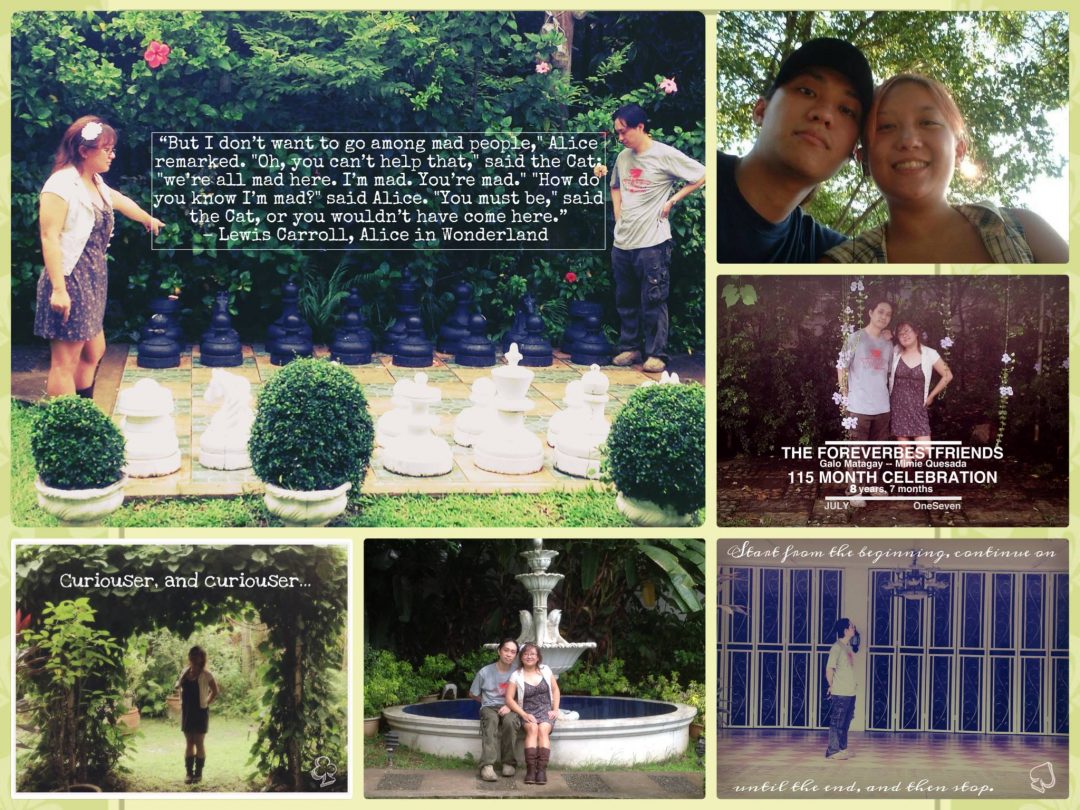 “But I don’t want to go among mad people," Alice
remarked. "Oh, you can’t help that," said the Cat:
"we're all mad here. I’m mad. You’re mad." "How do
you know I’m mad?" said Alice. "You must be," said
the Cat, or you wouldn’t have come here.”
- Lewis Carroll, Alice in Wonderland
THE FOREVERBESTFRIENDS
Galo Matagay -- Mimie Quesada
115 MONTH CELEBRATION
8 years, 7 months
JULY OneSeven
Curiouser, and curiouser...
Start from the beginning, continue on
until the end, and then stop.